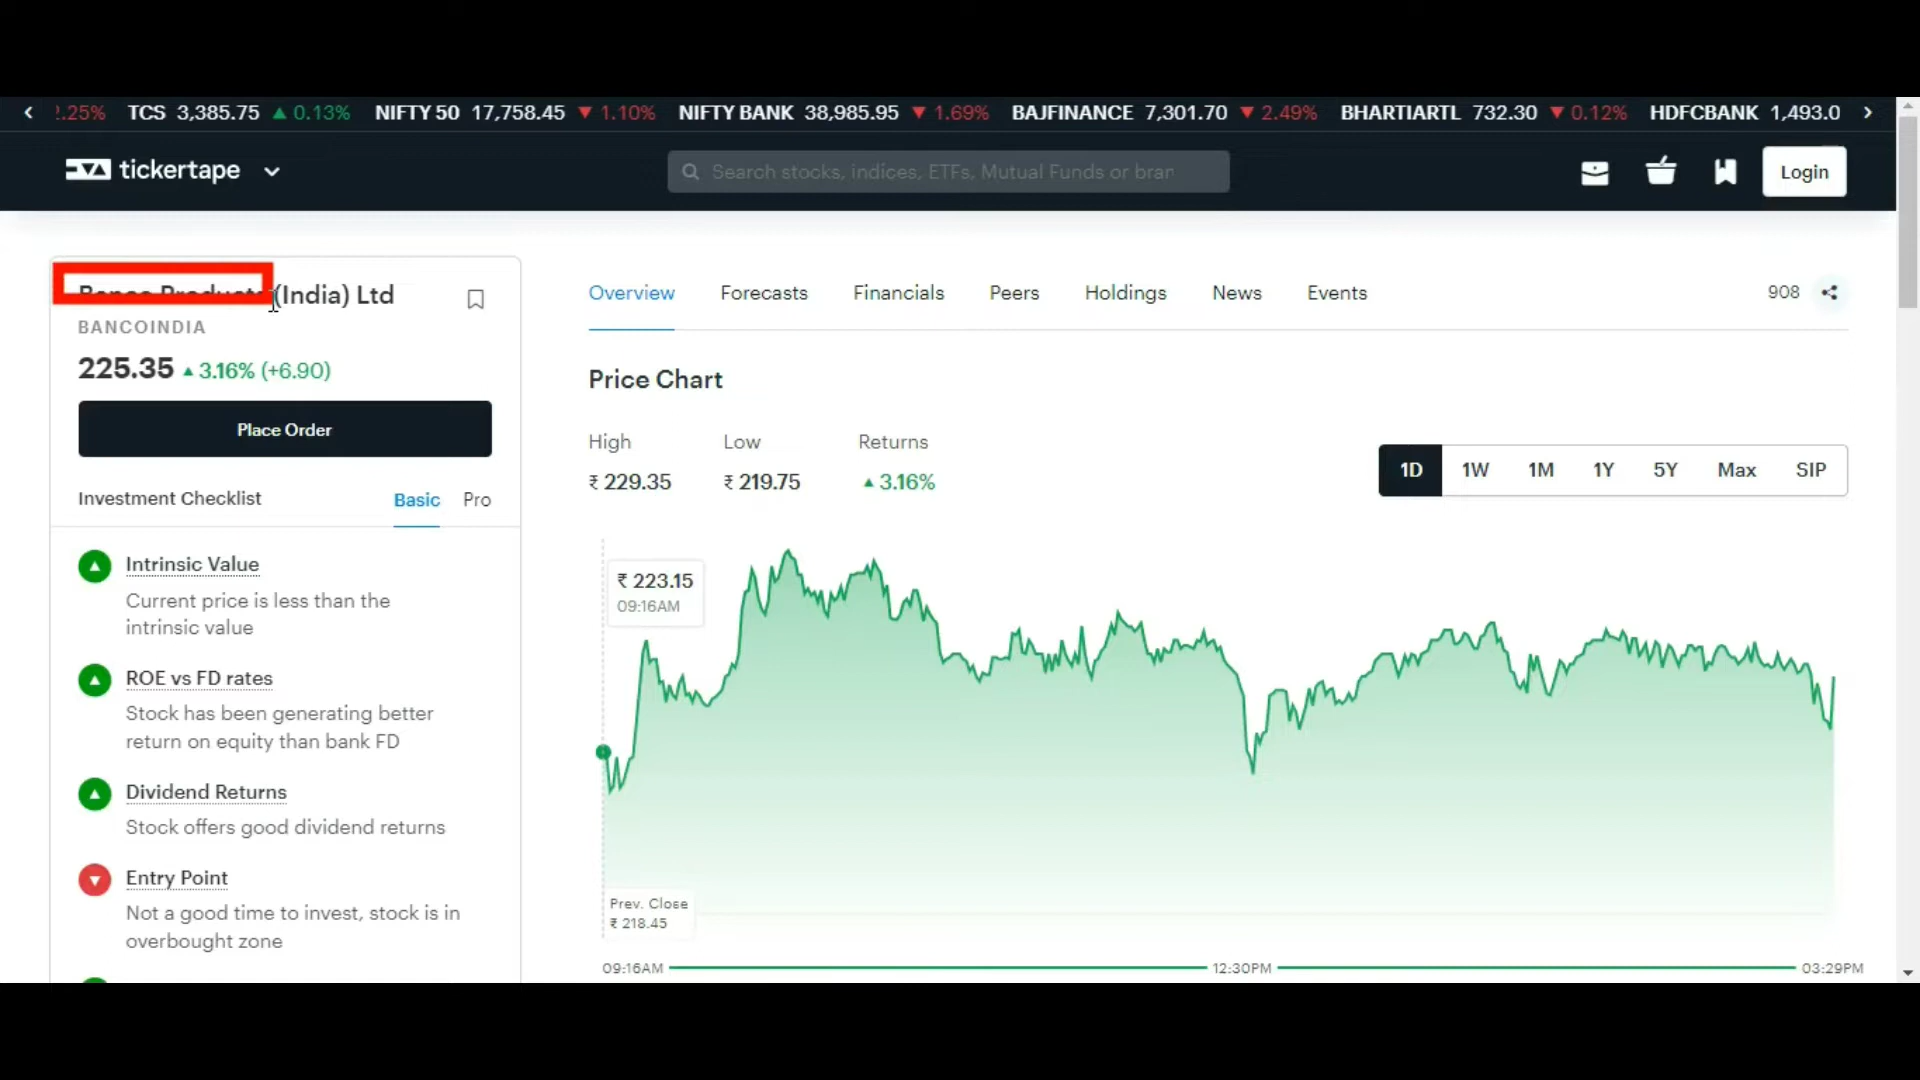 2.25% TCS 3,385.75 ▲ 0.13% NIFTY 50 17,758.45 ▼ 1.10% NIFTY BANK 38,985.95 ▼ 1.69% BAJFINANCE 7,301.70 ▼ 2.49% BHARTIARTL 732.30 ▼ 0.12% HDFCBANK 1,493.0
tickertape
Search stocks, indices, ETFs, Mutual Funds or brar
Login
Banco Products (India) Ltd
BANCOINDIA
225.35 ▲ 3.16% (+6.90)
Place Order
Investment Checklist Basic Pro
Intrinsic Value
Current price is less than the
intrinsic value
ROE vs FD rates
Stock has been generating better
return on equity than bank FD
Dividend Returns
Stock offers good dividend returns
Entry Point
Not a good time to invest, stock is in
overbought zone
Overview Forecasts Financials Peers Holdings News Events
908
Price Chart
High Low Returns
₹ 229.35 ₹ 219.75 ▲ 3.16%
1D 1W 1M 1Y 5Y Max SIP
₹ 223.15
09:16AM
Prev. Close
₹ 218.45
09:16AM 12:30PM 03:29PM